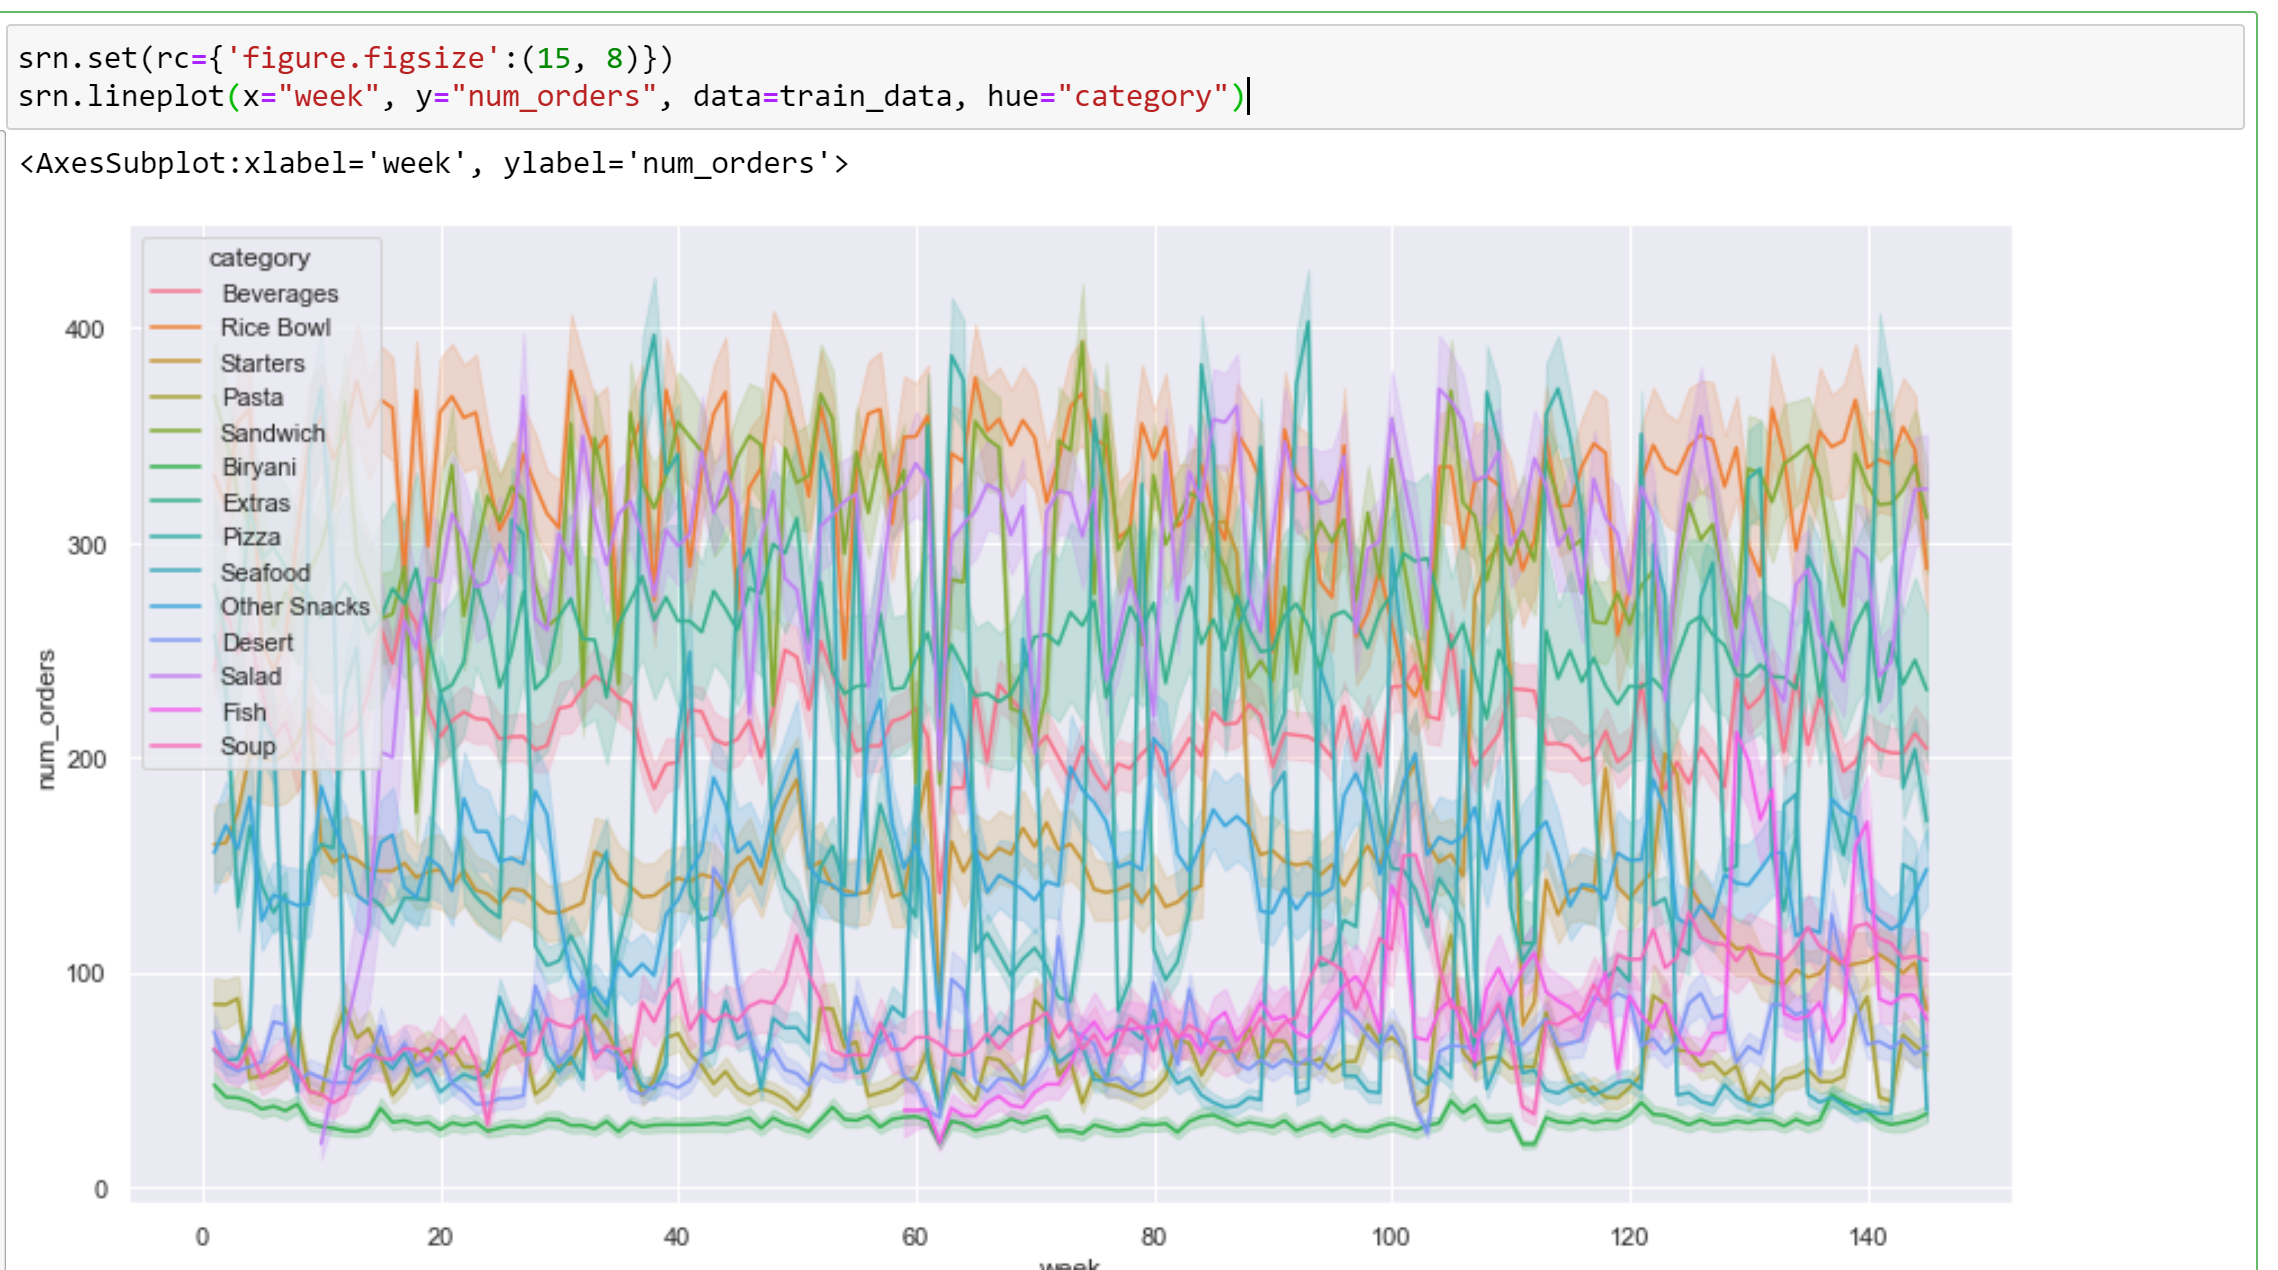 srn.set(rc={'figure.figsize':(15, 8)})
srn.lineplot(x="week", y="num_orders", data=train_data, hue="category")
<AxesSubplot:xlabel='week', ylabel='num_orders'>
category
Beverages
Rice Bowl
Starters
Pasta
Sandwich
Biryani
Extras
Pizza
Seafood
Other Snacks
Desert
Salad
Fish
Soup
400
300
200
100
0
num_orders
0 20 40 60 80 100 120 140
week